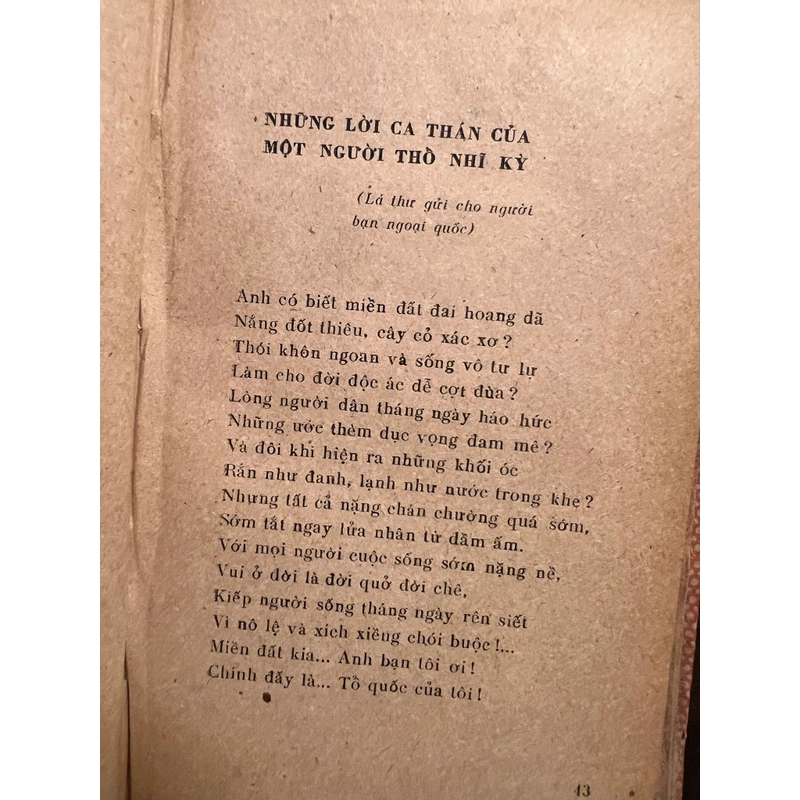 NHỮNG LỜI CA THÁN CỦA
MỘT NGƯỜI THỔ NHĨ KỲ
(Lá thư gửi cho người
bạn ngoại quốc)
Anh có biết miền đất đai hoang dã
Nắng đốt thiêu, cây cỏ xác xơ?
Thói khôn ngoan và sống vô tư lự
Làm cho đời độc ác dễ cợt đùa?
Lòng người dân tháng ngày háo hức
Những ước thèm dục vọng đam mê?
Và đôi khi hiện ra những khối óc
Rắn như đanh, lạnh như nước trong khe?
Nhưng tất cả nặng chán chường quá sớm,
Sớm tắt ngay lửa nhân từ dầm ấm.
Với mọi người cuộc sống sớm nặng nề,
Vui ở đời là đời quở đời chê,
Kiếp người sống tháng ngày rên siết
Vì nô lệ và xích xiềng chói buộc!...
Miền đất kia... Anh bạn tôi ơi!
Chính đấy là... Tổ quốc của tôi!
43